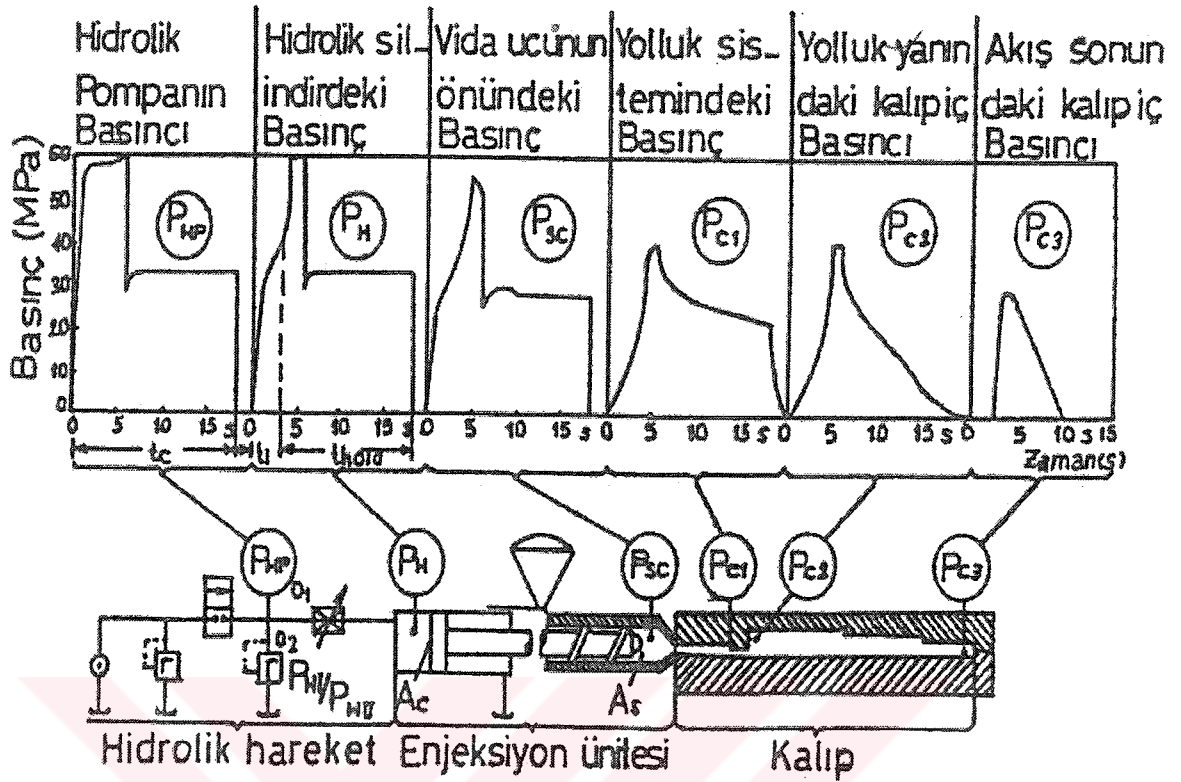 Hidrolik
Pompanın
Basıncı
Hidrolik sil-
indirdeki
Basınç
Vida ucunun
önündeki
Basınç
Yolluk sis-
temindeki
Basınç
Yolluk yanın
daki kalıp iç
Basıncı
Akış sonun
daki kalıp iç
Basıncı
Basınç (MPa)
60
50
40
30
20
10
0
P_HP
P_H
P_SC
P_C1
P_C2
P_C3
0 5 10 15 s 0 5 10 15 s 0 5 10 15 s 0 5 10 15 s 0 5 10 15 s 0 5 10 s 15
t_c t_i t_hold
Zaman(s)
P_HP
P_H
P_SC
P_C1
P_C2
P_C3
D1
D2
P_HI/P_HII
A_C
A_S
Hidrolik hareket
Enjeksiyon ünitesi
Kalıp